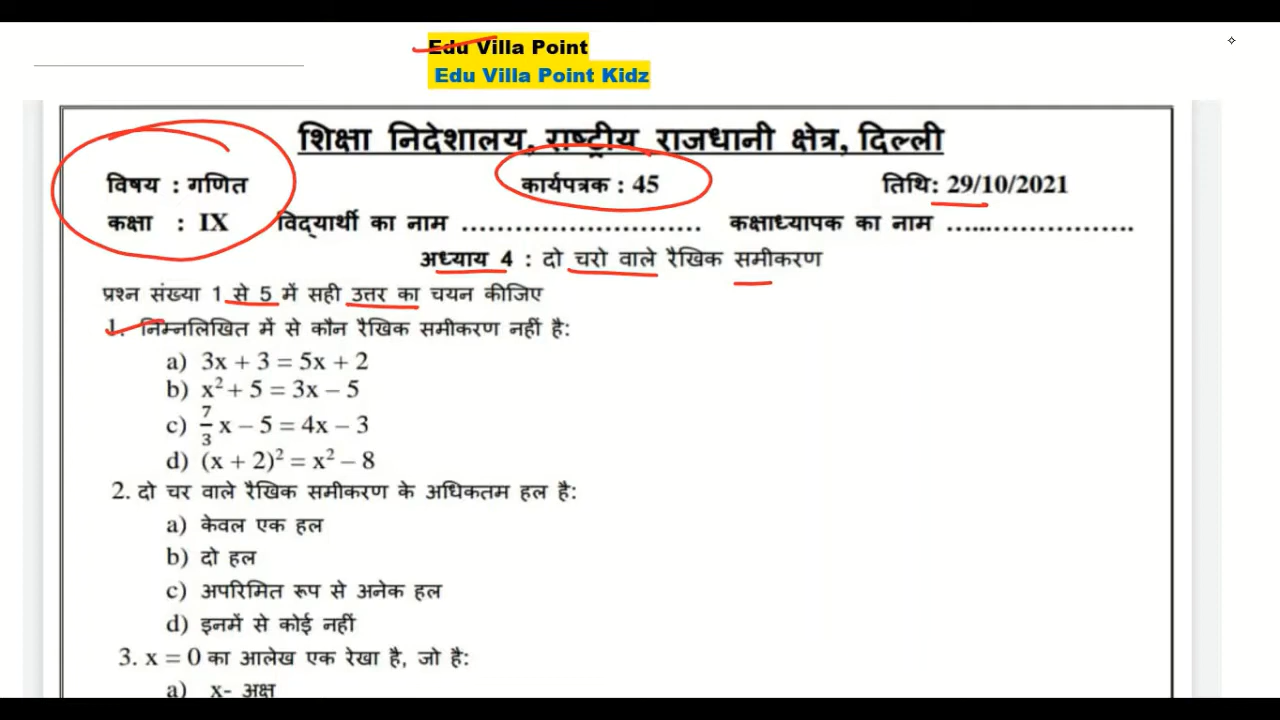 Edu Villa Point
Edu Villa Point Kidz
शिक्षा निदेशालय, राष्ट्रीय राजधानी क्षेत्र, दिल्ली
विषय : गणित कार्यपत्रक : 45 तिथि: 29/10/2021
कक्षा : IX विद्यार्थी का नाम ............................ कक्षाध्यापक का नाम .........................
अध्याय 4 : दो चरो वाले रैखिक समीकरण
प्रश्न संख्या 1 से 5 में सही उत्तर का चयन कीजिए
1. निम्नलिखित में से कौन रैखिक समीकरण नहीं है:
a) 3x + 3 = 5x + 2
b) x² + 5 = 3x – 5
c) 7/3 x – 5 = 4x – 3
d) (x + 2)² = x² – 8
2. दो चर वाले रैखिक समीकरण के अधिकतम हल है:
a) केवल एक हल
b) दो हल
c) अपरिमित रूप से अनेक हल
d) इनमें से कोई नहीं
3. x = 0 का आलेख एक रेखा है, जो है:
a) x- अक्ष